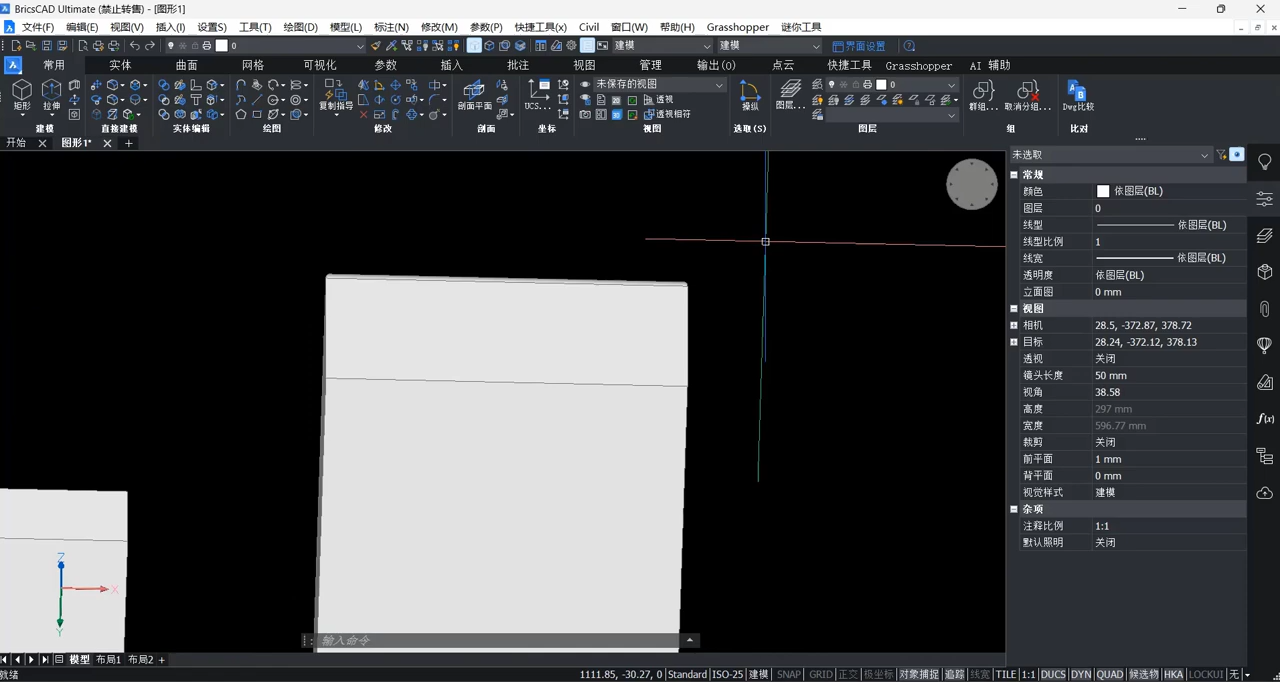 BricsCAD Ultimate (禁止转售) - [图形1]
文件(F) 编辑(E) 视图(V) 插入(I) 设置(S) 工具(T) 绘图(D) 模型(L) 标注(N) 修改(M) 参数(P) 快捷工具(x) Civil 窗口(W) 帮助(H) Grasshopper 迷你工具
0 建模 建模 界面设置
常用 实体 曲面 网格 可视化 参数 插入 批注 视图 管理 输出(O) 点云 快捷工具 Grasshopper AI 辅助
未保存的视图 0
透视
矩形 拉伸 复制指导 剖面平面 UCS... 透视相符 操纵 图层... 群组... 取消分组... Dwg比较
建模 直接建模 实体编辑 绘图 修改 剖面 坐标 视图 选取(S) 图层 组 比对
开始 图形1*
未选取
常规
颜色 依图层(BL)
图层 0
线型 依图层(BL)
线型比例 1
线宽 依图层(BL)
透明度 依图层(BL)
立面图 0 mm
视图
相机 28.5, -372.87, 378.72
目标 28.24, -372.12, 378.13
透视 关闭
镜头长度 50 mm
视角 38.58
高度 297 mm
宽度 596.77 mm
裁剪 关闭
前平面 1 mm
背平面 0 mm
视觉样式 建模
杂项
注释比例 1:1
默认照明 关闭
f(x)
Z
X
Y
: 输入命令
模型 布局1 布局2 +
就绪 1111.85, -30.27, 0 Standard ISO-25 建模 SNAP GRID 正交 极坐标 对象捕捉 追踪 线宽 TILE 1:1 DUCS DYN QUAD 候选物 HKA LOCKUI 无